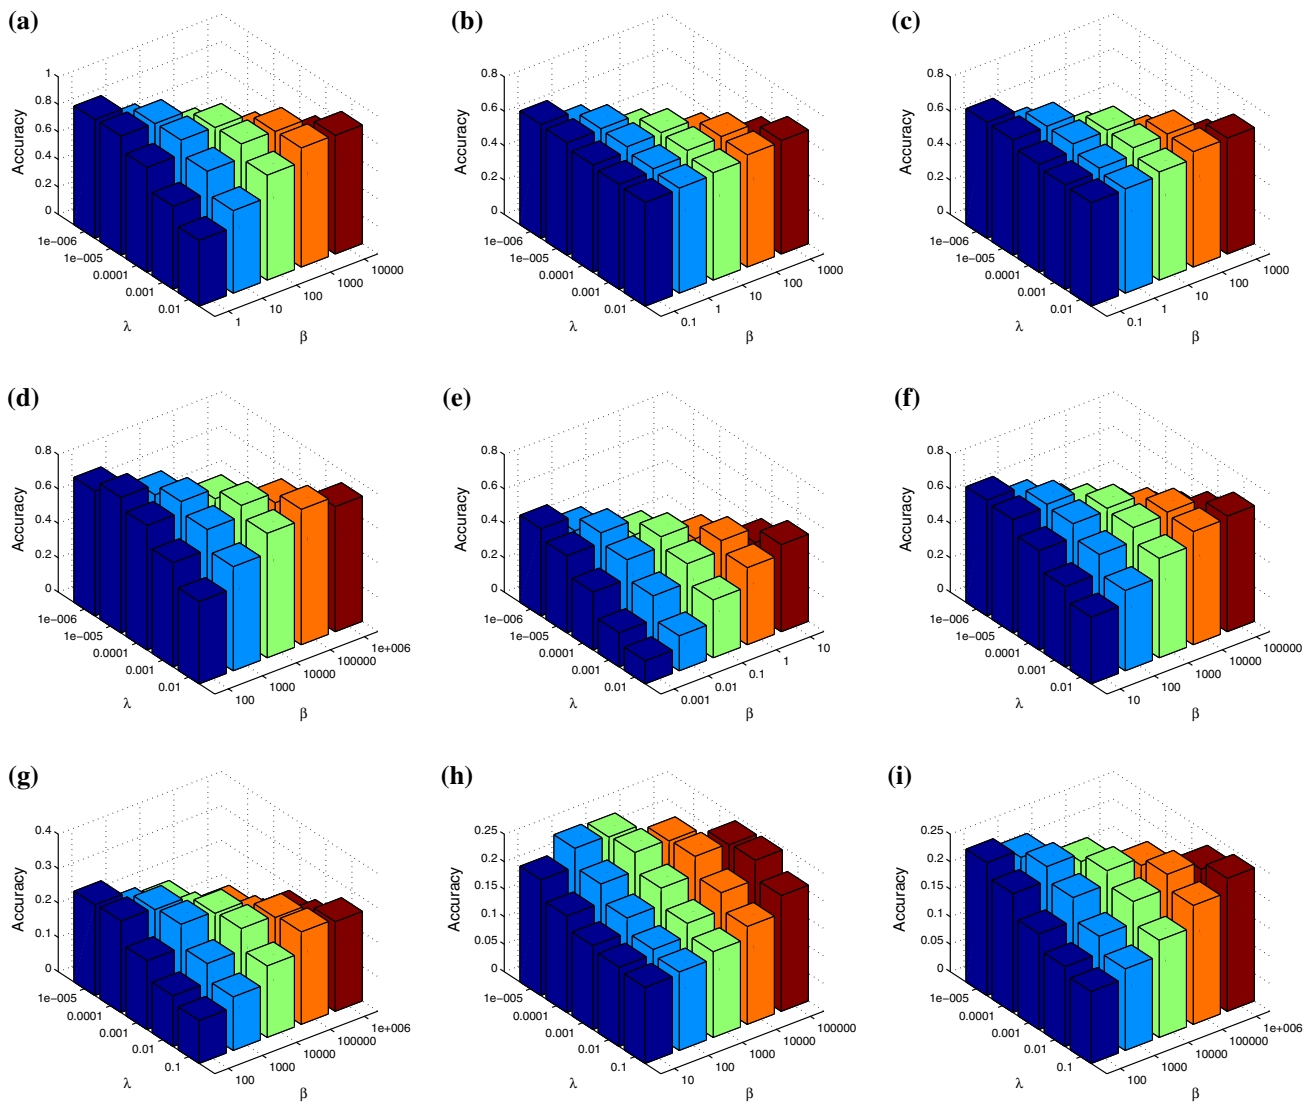 (a)
1
0.8
0.6
0.4
0.2
0
Accuracy
1e−006
1e−005
0.0001
0.001
0.01
λ
1
10
100
1000
10000
β
(b)
0.8
0.6
0.4
0.2
0
Accuracy
1e−006
1e−005
0.0001
0.001
0.01
λ
0.1
1
10
100
1000
β
(c)
0.8
0.6
0.4
0.2
0
Accuracy
1e−006
1e−005
0.0001
0.001
0.01
λ
0.1
1
10
100
1000
β
(d)
0.8
0.6
0.4
0.2
0
Accuracy
1e−006
1e−005
0.0001
0.001
0.01
λ
100
1000
10000
100000
1e+006
β
(e)
0.8
0.6
0.4
0.2
0
Accuracy
1e−006
1e−005
0.0001
0.001
0.01
λ
0.001
0.01
0.1
1
10
β
(f)
0.8
0.6
0.4
0.2
0
Accuracy
1e−006
1e−005
0.0001
0.001
0.01
λ
10
100
1000
10000
100000
β
(g)
0.4
0.3
0.2
0.1
0
Accuracy
1e−005
0.0001
0.001
0.01
0.1
λ
100
1000
10000
100000
1e+006
β
(h)
0.25
0.2
0.15
0.1
0.05
0
Accuracy
1e−005
0.0001
0.001
0.01
0.1
λ
10
100
1000
10000
100000
β
(i)
0.25
0.2
0.15
0.1
0.05
0
Accuracy
1e−005
0.0001
0.001
0.01
0.1
λ
100
1000
10000
100000
1e+006
β